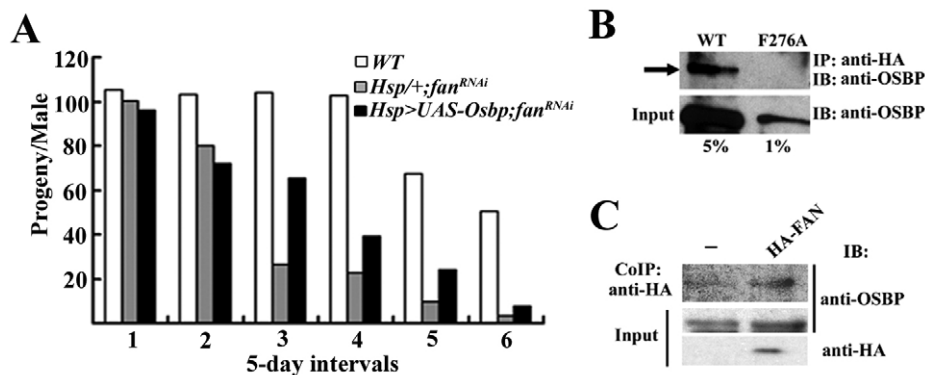 A
Progeny/Male
120
100
80
60
40
20
WT
Hsp/+;fanRNAi
Hsp>UAS-Osbp;fanRNAi
1 2 3 4 5 6
5-day intervals
B
WT F276A
IP: anti-HA
IB: anti-OSBP
Input
IB: anti-OSBP
5% 1%
C
– HA-FAN IB:
CoIP:
anti-HA
anti-OSBP
Input
anti-HA